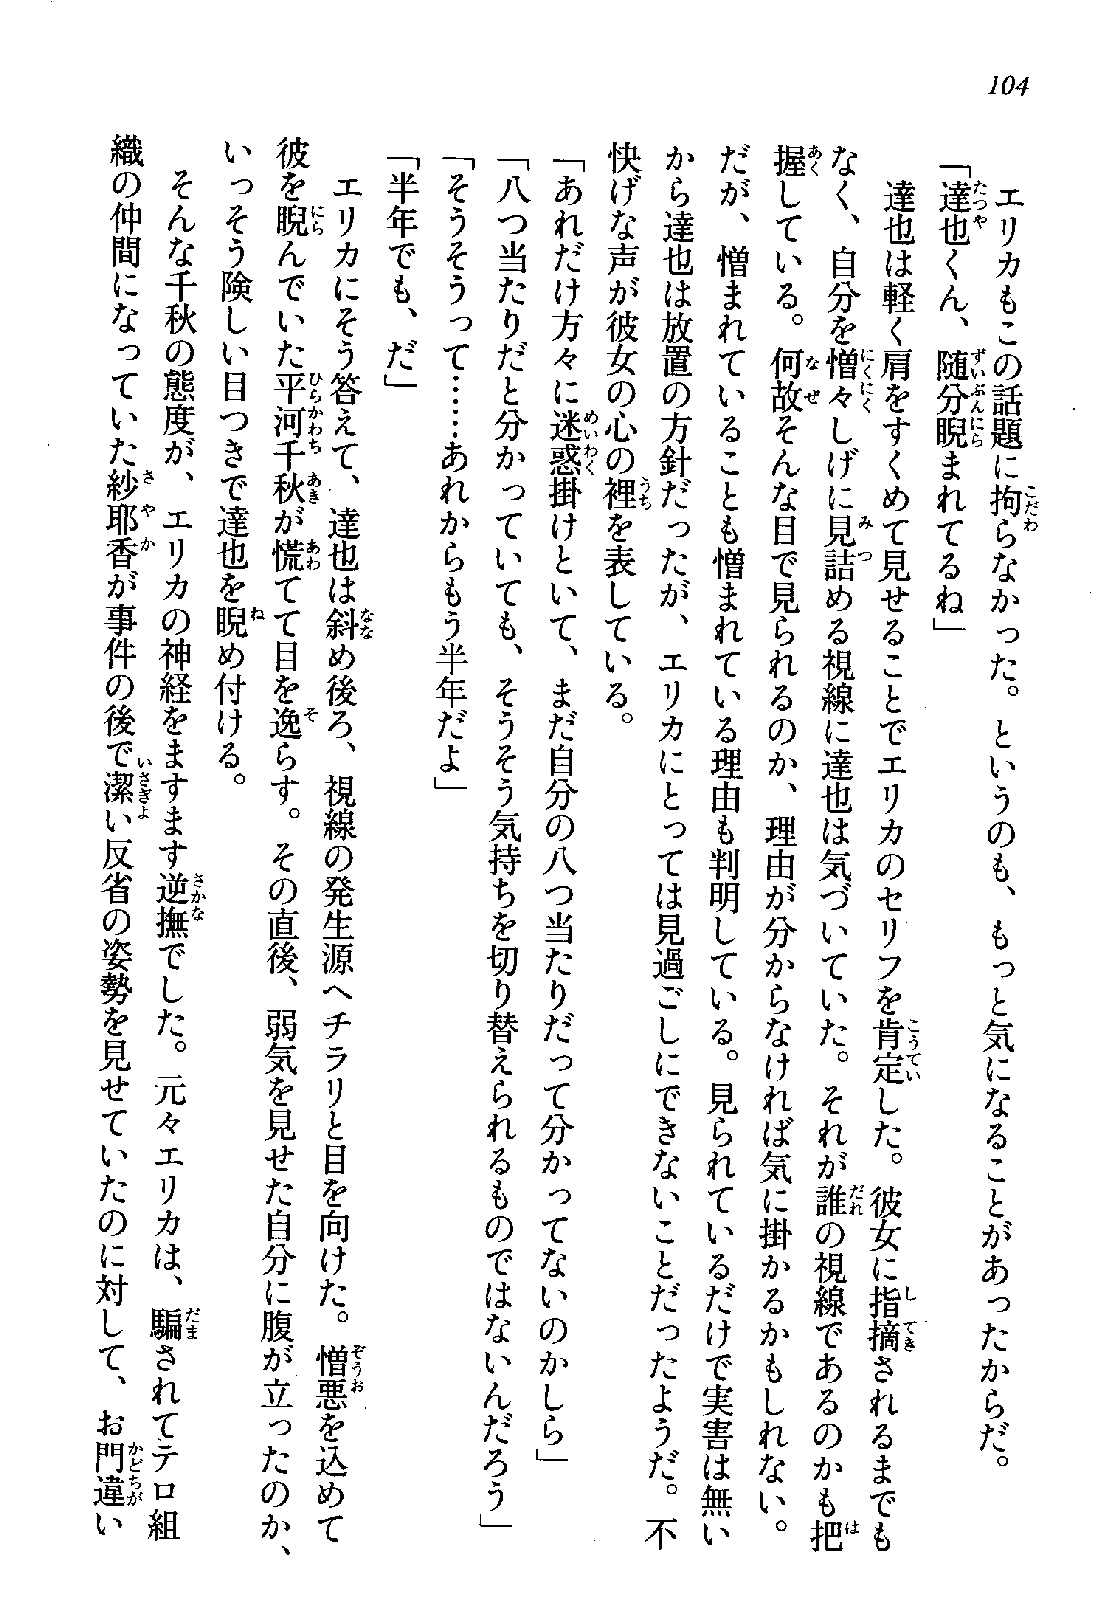 104
エリカもこの話題に拘らなかった。というのも、もっと気になることがあったからだ。
「達也くん、随分睨まれてるね」
達也は軽く肩をすくめて見せることでエリカのセリフを肯定した。彼女に指摘されるまでも
なく、自分を憎々しげに見詰める視線に達也は気づいていた。それが誰の視線であるのかも把
握している。何故そんな目で見られるのか、理由が分からなければ気に掛かるかもしれない。
だが、憎まれていることも憎まれている理由も判明している。見られているだけで実害は無い
から達也は放置の方針だったが、エリカにとっては見過ごしにできないことだったようだ。不
快げな声が彼女の心の裡を表している。
「あれだけ方々に迷惑掛けといて、まだ自分の八つ当たりだって分かってないのかしら」
「八つ当たりだと分かっていても、そうそう気持ちを切り替えられるものではないんだろう」
「そうそうって……あれからもう半年だよ」
「半年でも、だ」
エリカにそう答えて、達也は斜め後ろ、視線の発生源へチラリと目を向けた。憎悪を込めて
彼を睨んでいた平河千秋が慌てて目を逸らす。その直後、弱気を見せた自分に腹が立ったのか、
いっそう険しい目つきで達也を睨め付ける。
そんな千秋の態度が、エリカの神経をますます逆撫でした。元々エリカは、騙されてテロ組
織の仲間になっていた紗耶香が事件の後で潔い反省の姿勢を見せていたのに対して、お門違い